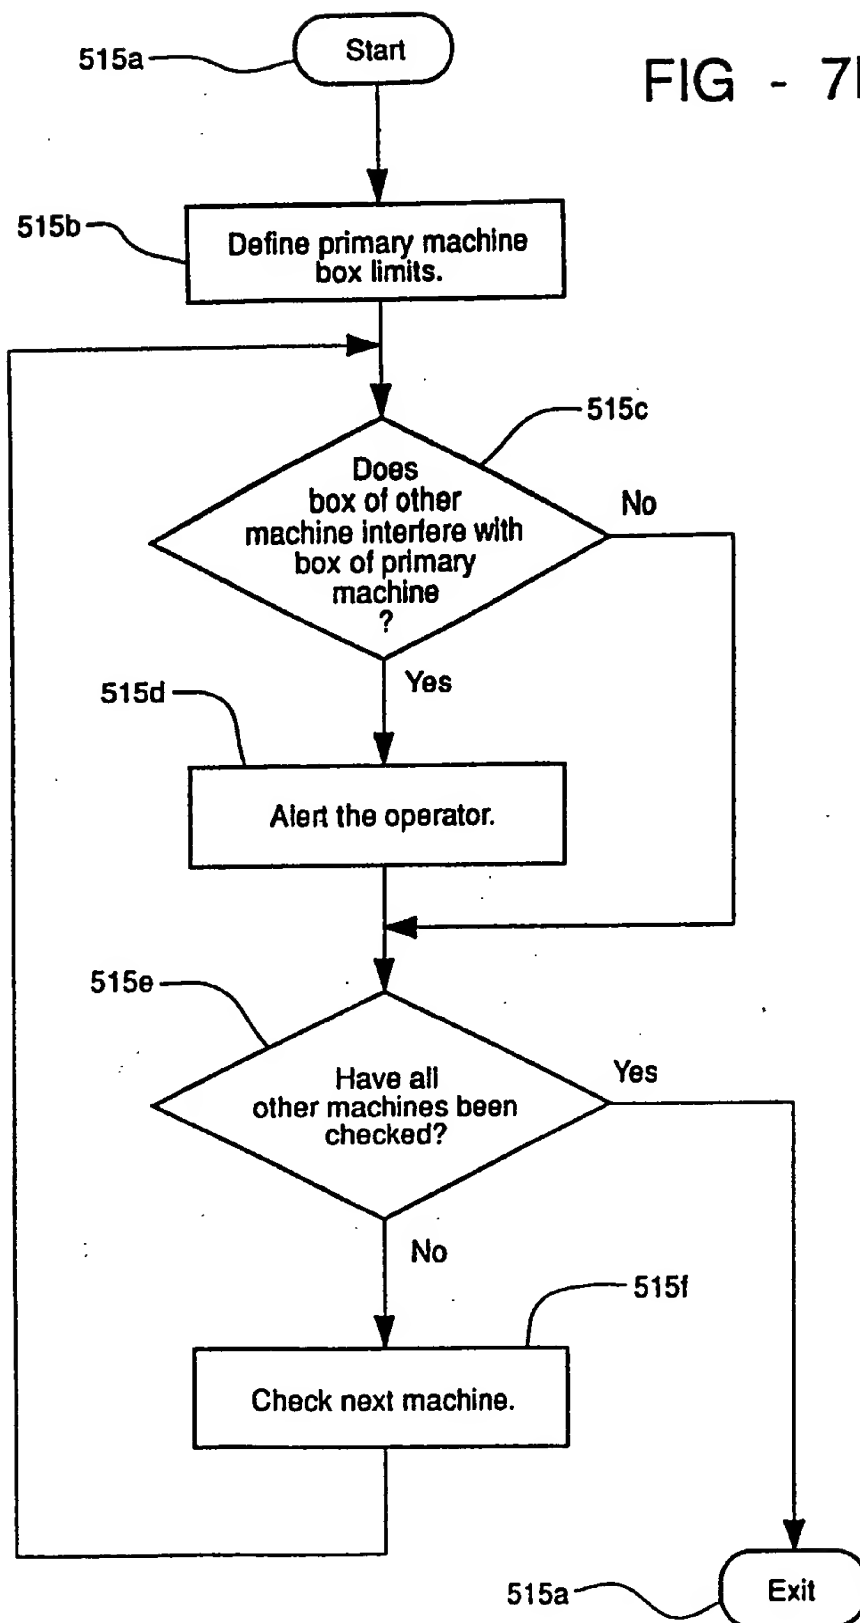 Start
515a
FIG - 7
515b
Define primary machine
box limits.
515c
Does
box of other
machine interfere with
box of primary
machine
?
No
Yes
515d
Alert the operator.
515e
Have all
other machines been
checked?
Yes
No
515f
Check next machine.
515a
Exit